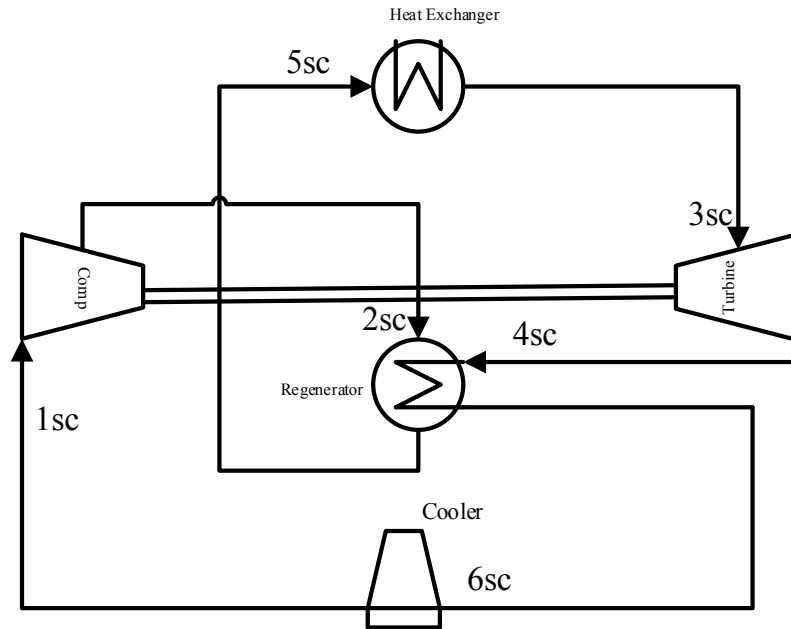 Heat Exchanger
5sc
3sc
Comp
Turbine
2sc
4sc
Regenerator
1sc
Cooler
6sc